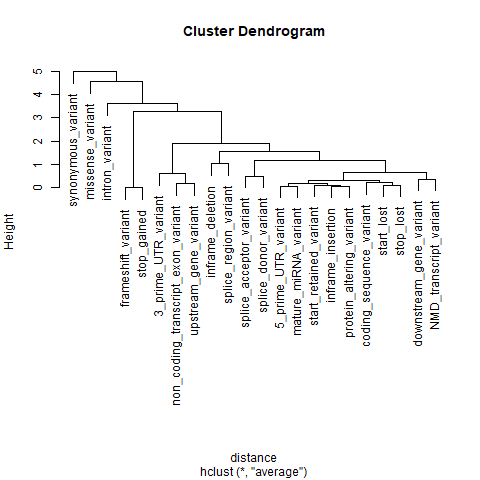 Cluster Dendrogram
Height
5
4
3
2
1
0
synonymous_variant
missense_variant
intron_variant
frameshift_variant
stop_gained
3_prime_UTR_variant
non_coding_transcript_exon_variant
upstream_gene_variant
inframe_deletion
splice_region_variant
splice_acceptor_variant
splice_donor_variant
5_prime_UTR_variant
mature_miRNA_variant
start_retained_variant
inframe_insertion
protein_altering_variant
coding_sequence_variant
start_lost
stop_lost
downstream_gene_variant
NMD_transcript_variant
distance
hclust (*, "average")